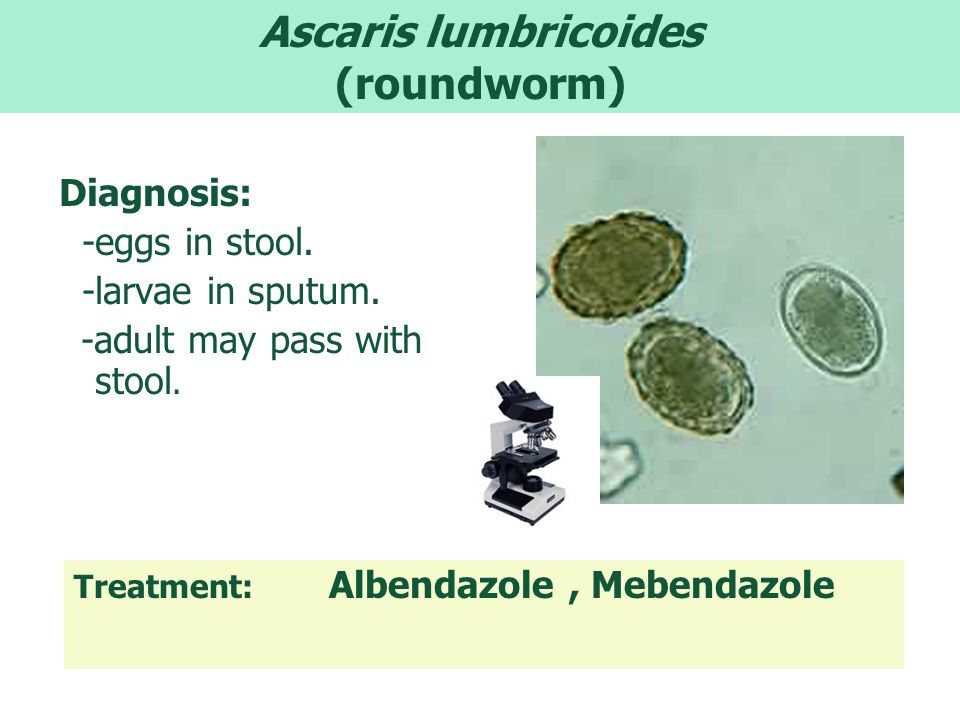 Ascaris lumbricoides
(roundworm)
Diagnosis:
-eggs in stool.
-larvae in sputum.
-adult may pass with
stool.
Treatment: Albendazole , Mebendazole